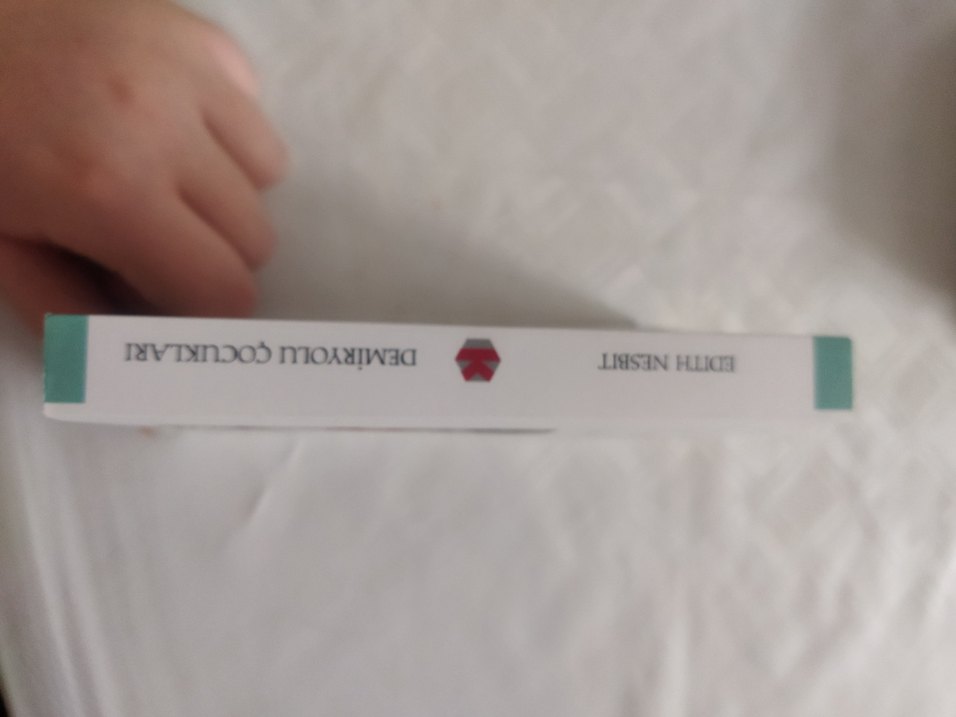 EDITH NESBIT
DEMİRYOLU ÇOCUKLARI